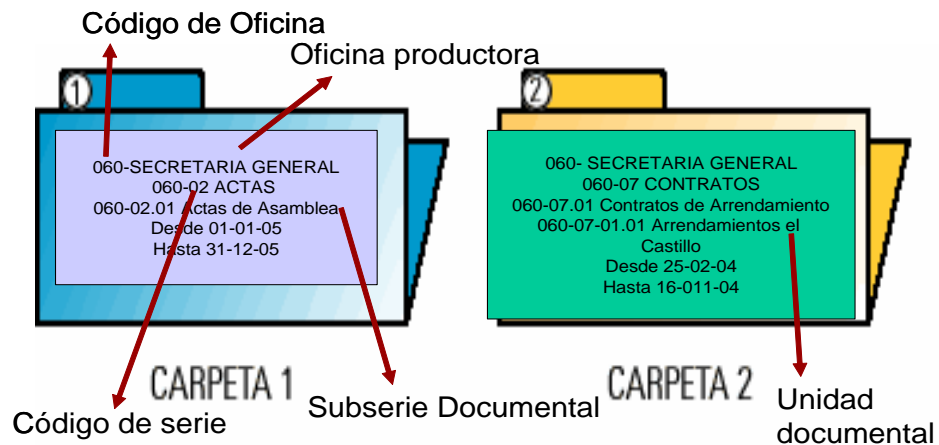 Código de Oficina
Oficina productora
1
060-SECRETARIA GENERAL
060-02 ACTAS
060-02.01 Actas de Asamblea
Desde 01-01-05
Hasta 31-12-05
2
060- SECRETARIA GENERAL
060-07 CONTRATOS
060-07.01 Contratos de Arrendamiento
060-07-01.01 Arrendamientos el
Castillo
Desde 25-02-04
Hasta 16-011-04
CARPETA 1
CARPETA 2
Código de serie
Subserie Documental
Unidad
documental